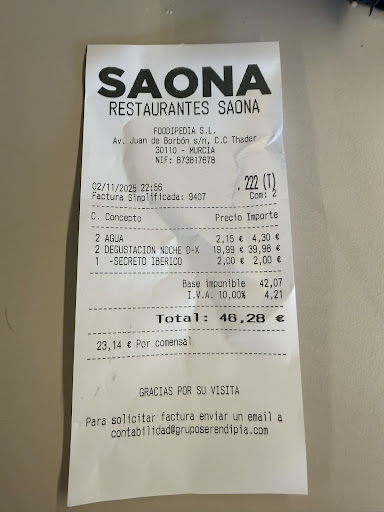 SAONA
RESTAURANTES SAONA
FOODIPEDIA S.L.
Av. Juan de Borbón s/n, C.C Thader
30110 - MURCIA
NIF: B73817678
02/11/2025 22:56 . 222 (T)
Factura Simplificada: 9407 Com: 2
C. Concepto Precio Importe
2 AGUA 2,15 € 4,30 €
2 DEGUSTACION NOCHE D-X 19,99 € 39,98 €
1 -SECRETO IBERICO 2,00 € 2,00 €
Base imponible 42,07
I.V.A. 10,00% 4,21
Total: 46,28 €
23,14 € Por comensal
GRACIAS POR SU VISITA
Para solicitar factura enviar un email a
contabilidad@gruposerendipia.com